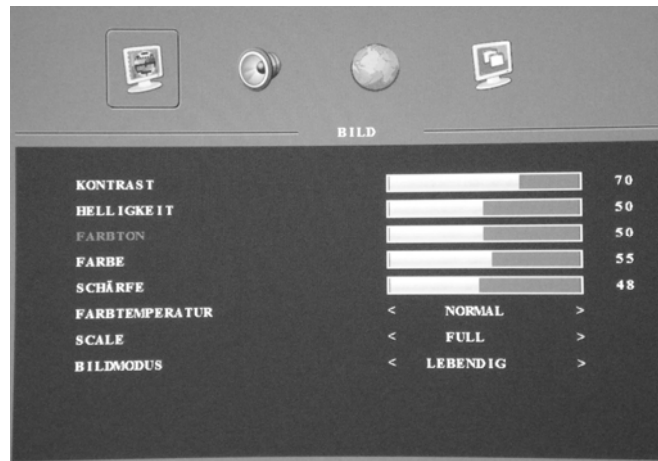 BILD
KONTRAST 70
HELLIGKEIT 50
FARBTON 50
FARBE 55
SCHÄRFE 48
FARBTEMPERATUR < NORMAL >
SCALE < FULL >
BILDMODUS < LEBENDIG >